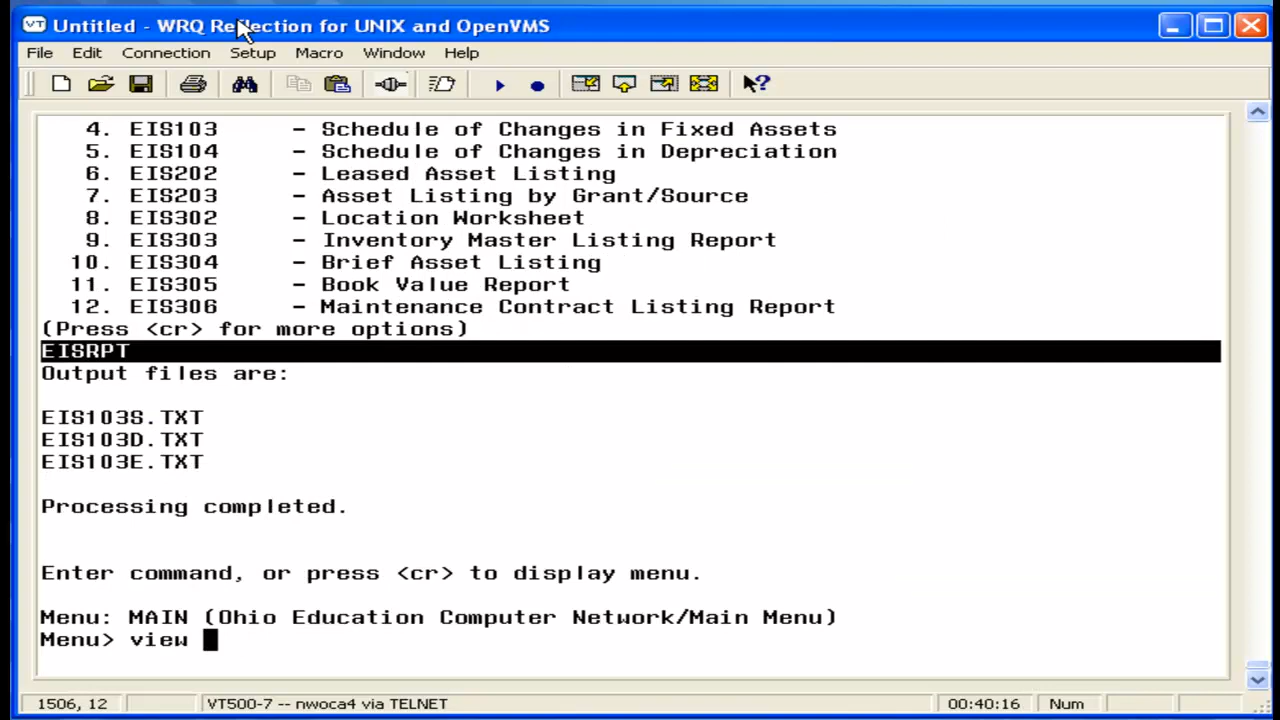 VT Untitled - WRQ Reflection for UNIX and OpenVMS
File Edit Connection Setup Macro Window Help
4. EIS103 - Schedule of Changes in Fixed Assets
5. EIS104 - Schedule of Changes in Depreciation
6. EIS202 - Leased Asset Listing
7. EIS203 - Asset Listing by Grant/Source
8. EIS302 - Location Worksheet
9. EIS303 - Inventory Master Listing Report
10. EIS304 - Brief Asset Listing
11. EIS305 - Book Value Report
12. EIS306 - Maintenance Contract Listing Report
(Press <cr> for more options)
EISRPT
Output files are:
EIS103S.TXT
EIS103D.TXT
EIS103E.TXT
Processing completed.
Enter command, or press <cr> to display menu.
Menu: MAIN (Ohio Education Computer Network/Main Menu)
Menu> view
1506, 12 VT500-7 -- nwoca4 via TELNET 00:40:16 Num